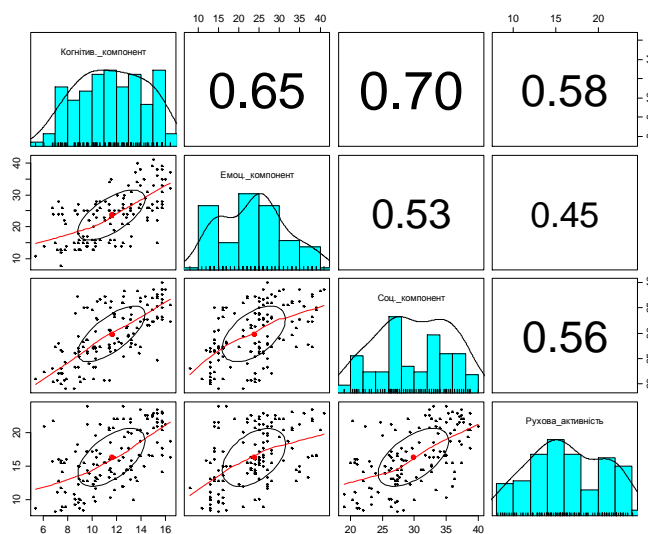 10 15 20 25 30 35 40
10 15 20
Когнітив._компонент
0.65
0.70
0.58
10 20 30 40
Емоц._компонент
0.53
0.45
Соц._компонент
0.56
10 15 20
Рухова_активність
6 8 10 12 14 16
20 25 30 35 40